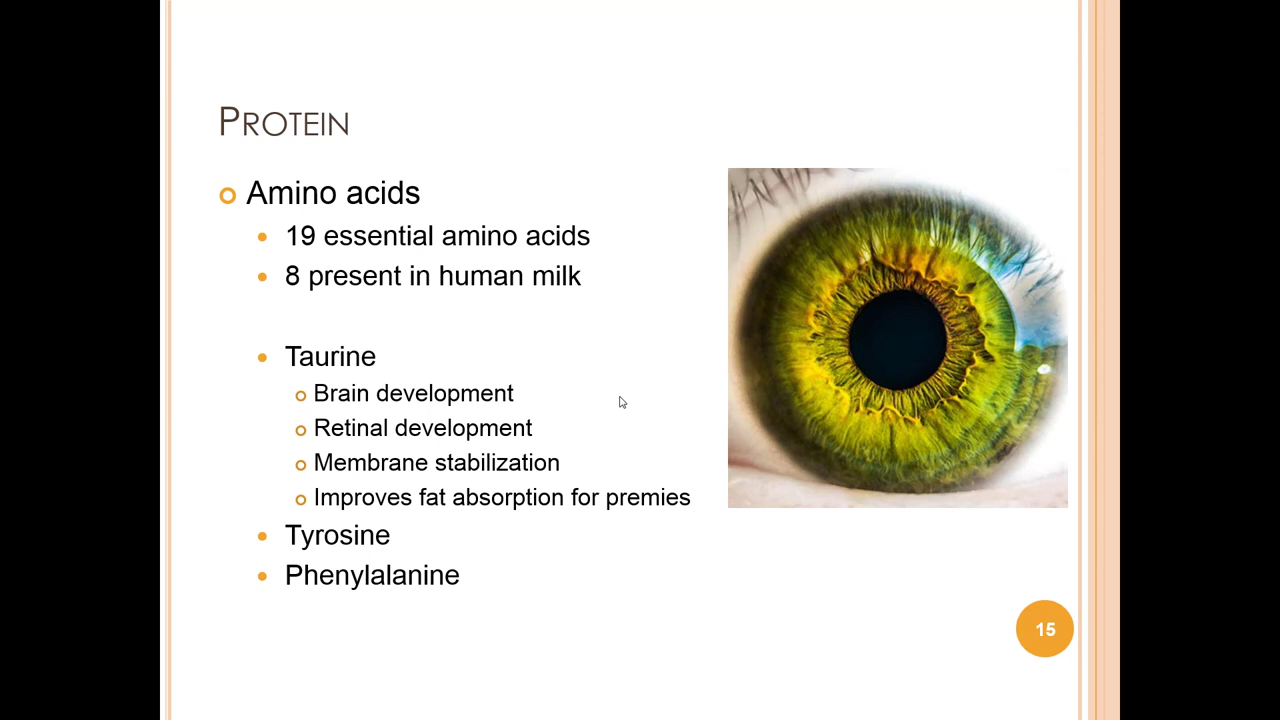 Protein
Amino acids
19 essential amino acids
8 present in human milk
Taurine
Brain development
Retinal development
Membrane stabilization
Improves fat absorption for premies
Tyrosine
Phenylalanine
15